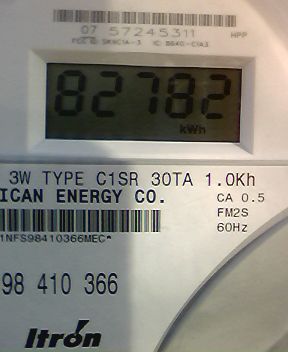 07 57245311
HPP
FCC ID: SK9C1A-3 IC: 864G-C1A3
82782
kWh
3W TYPE C1SR 30TA 1.0Kh
ICAN ENERGY CO.
CA 0.5
FM2S
60Hz
1NFS98410366MEC*
98 410 366
Itron